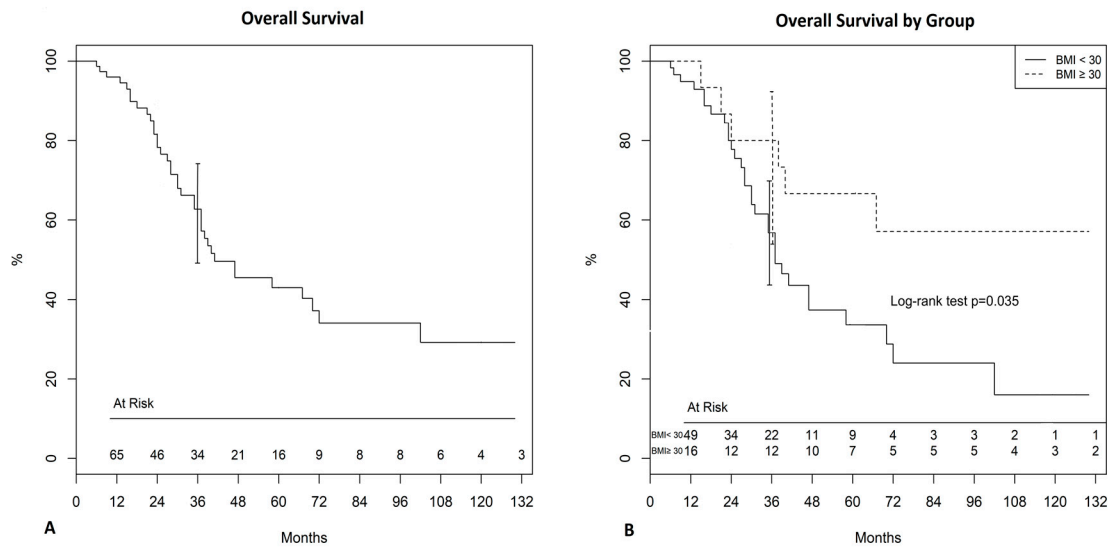 Overall Survival
100
80
60
40
20
0
%
At Risk
65 46 34 21 16 9 8 8 6 4 3
0 12 24 36 48 60 72 84 96 108 120 132
A
Months
Overall Survival by Group
BMI < 30
BMI ≥ 30
100
80
60
40
20
0
%
Log-rank test p=0.035
At Risk
BMI< 30 49 34 22 11 9 4 3 3 2 1 1
BMI≥ 30 16 12 12 10 7 5 5 5 4 3 2
0 12 24 36 48 60 72 84 96 108 120 132
B
Months